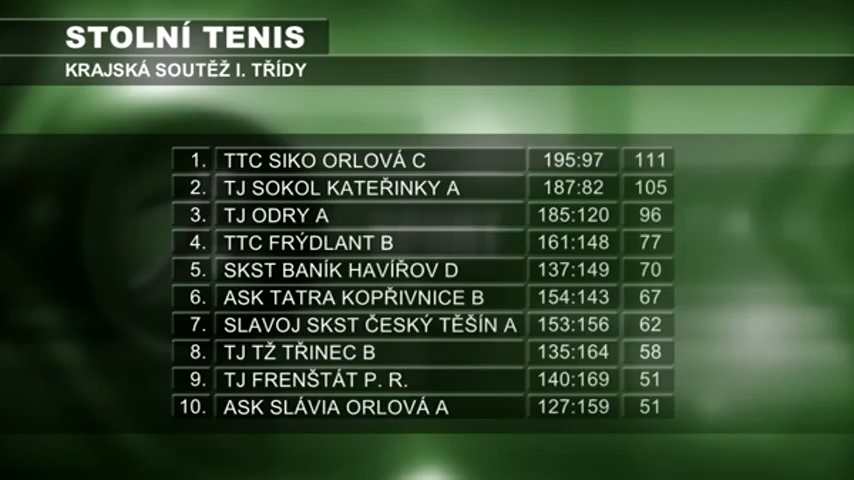 STOLNÍ TENIS
KRAJSKÁ SOUTĚŽ I. TŘÍDY
1. TTC SIKO ORLOVÁ C 195:97 111
2. TJ SOKOL KATEŘINKY A 187:82 105
3. TJ ODRY A 185:120 96
4. TTC FRÝDLANT B 161:148 77
5. SKST BANÍK HAVÍŘOV D 137:149 70
6. ASK TATRA KOPŘIVNICE B 154:143 67
7. SLAVOJ SKST ČESKÝ TĚŠÍN A 153:156 62
8. TJ TŽ TŘINEC B 135:164 58
9. TJ FRENŠTÁT P. R. 140:169 51
10. ASK SLÁVIA ORLOVÁ A 127:159 51